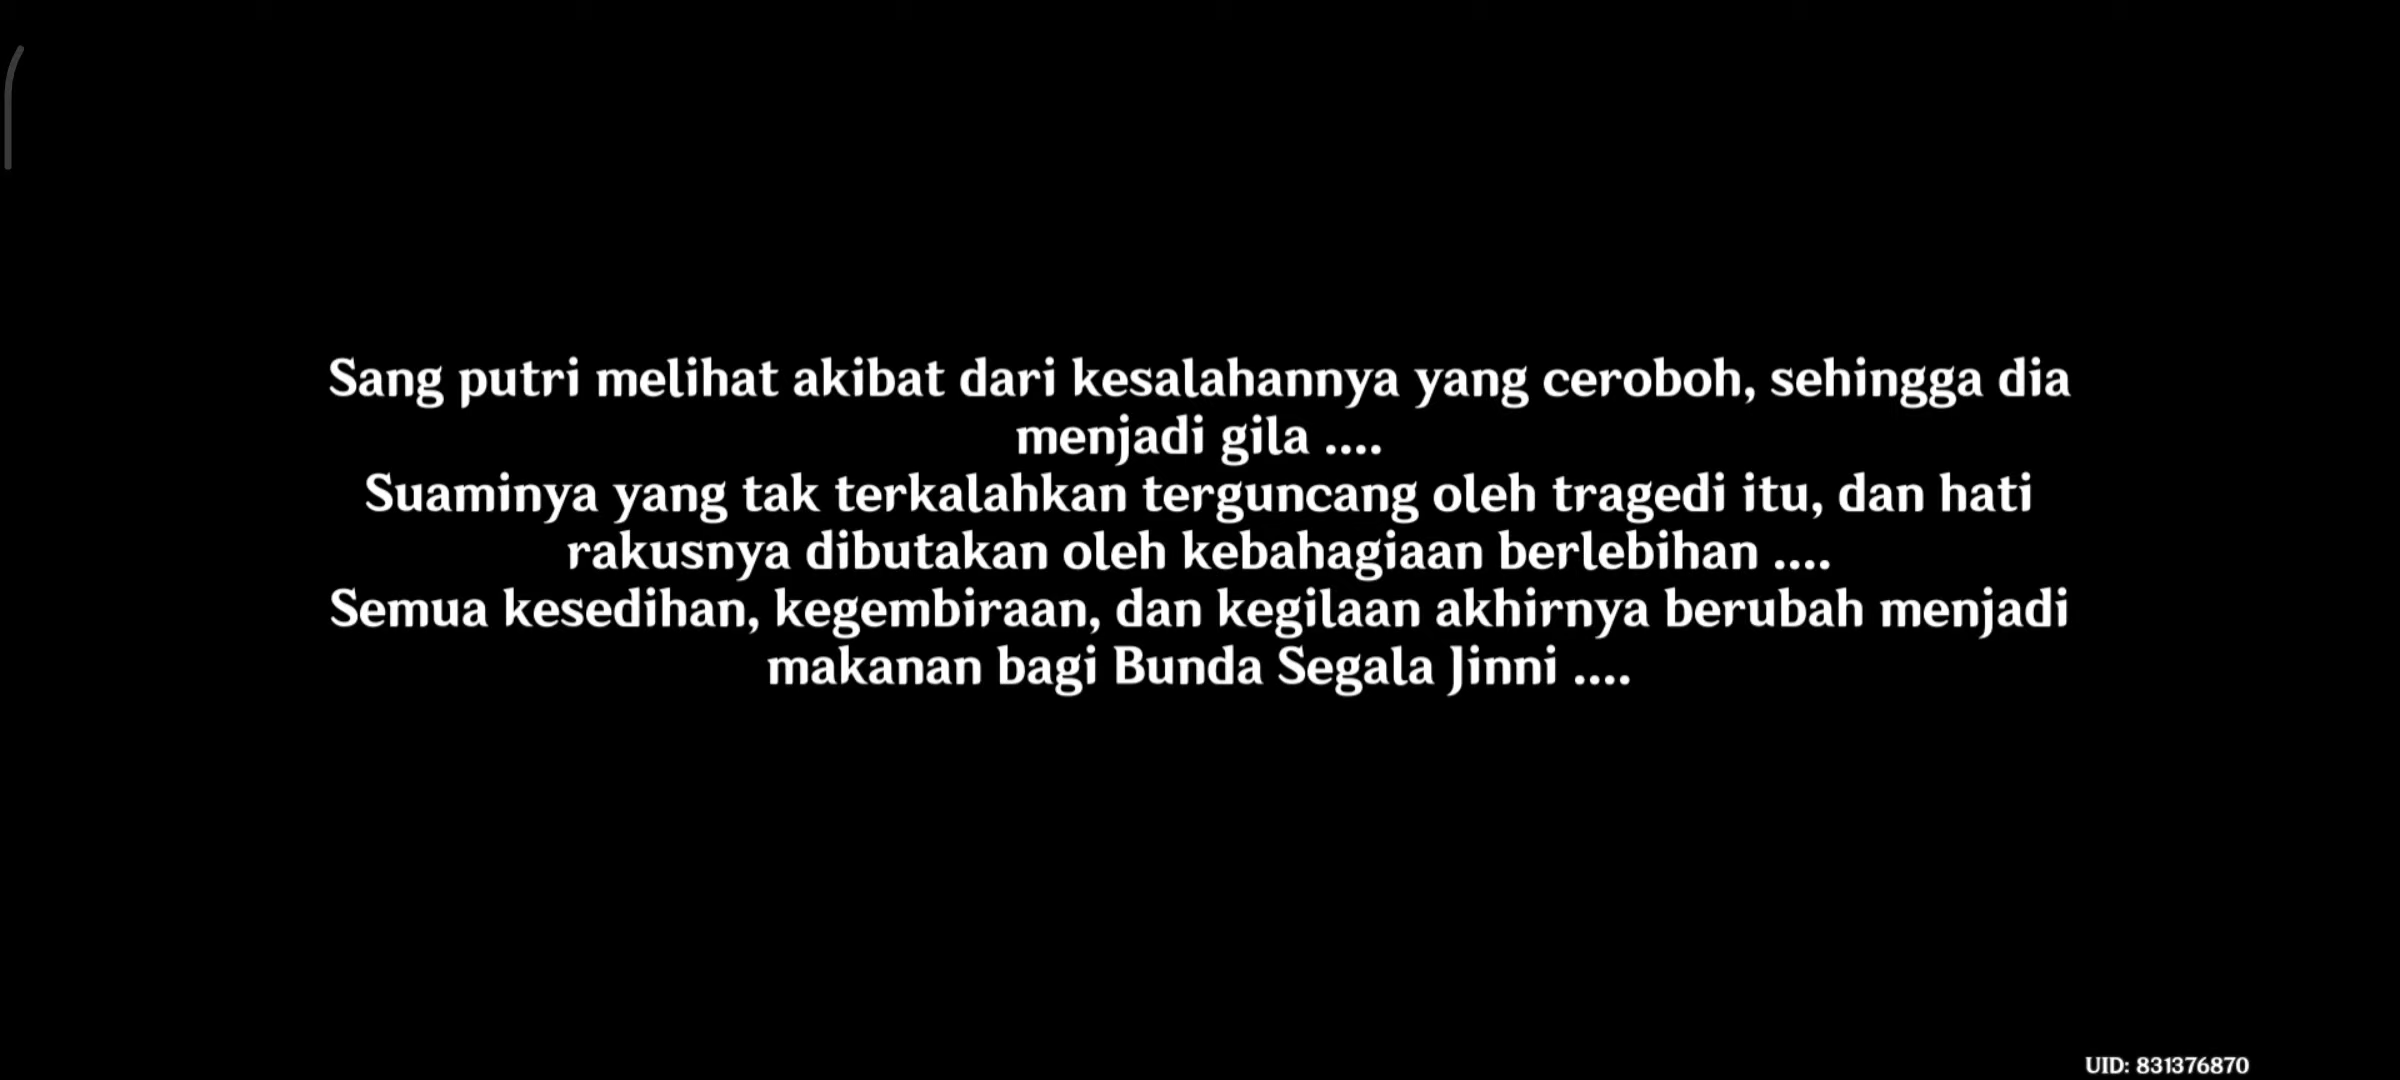 Sang putri melihat akibat dari kesalahannya yang ceroboh, sehingga dia
menjadi gila ....
Suaminya yang tak terkalahkan terguncang oleh tragedi itu, dan hati
rakusnya dibutakan oleh kebahagiaan berlebihan ....
Semua kesedihan, kegembiraan, dan kegilaan akhirnya berubah menjadi
makanan bagi Bunda Segala Jinni ....
UID: 831376870